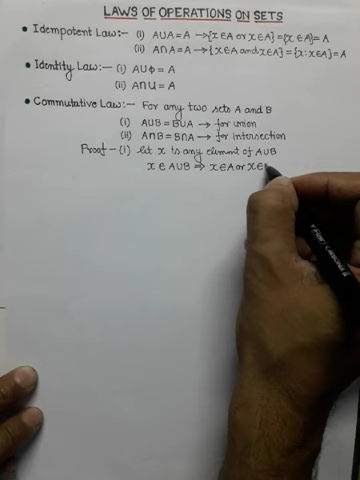 LAWS OF OPERATIONS ON SETS
• Idempotent Law:- (i) A∪A = A → {x∈A or x∈A} = {x∈A} = A
(ii) A∩A = A → {x∈A and x∈A} = {x:x∈A} = A
• Identity Law:- (i) A∪ϕ = A
(ii) A∩U = A
• Commutative Law:- For any two sets A and B
(i) A∪B = B∪A → for union
(ii) A∩B = B∩A → for intersection
Proof - (i) let x is any element of A∪B
x ∈ A∪B ⇒ x∈A or x∈